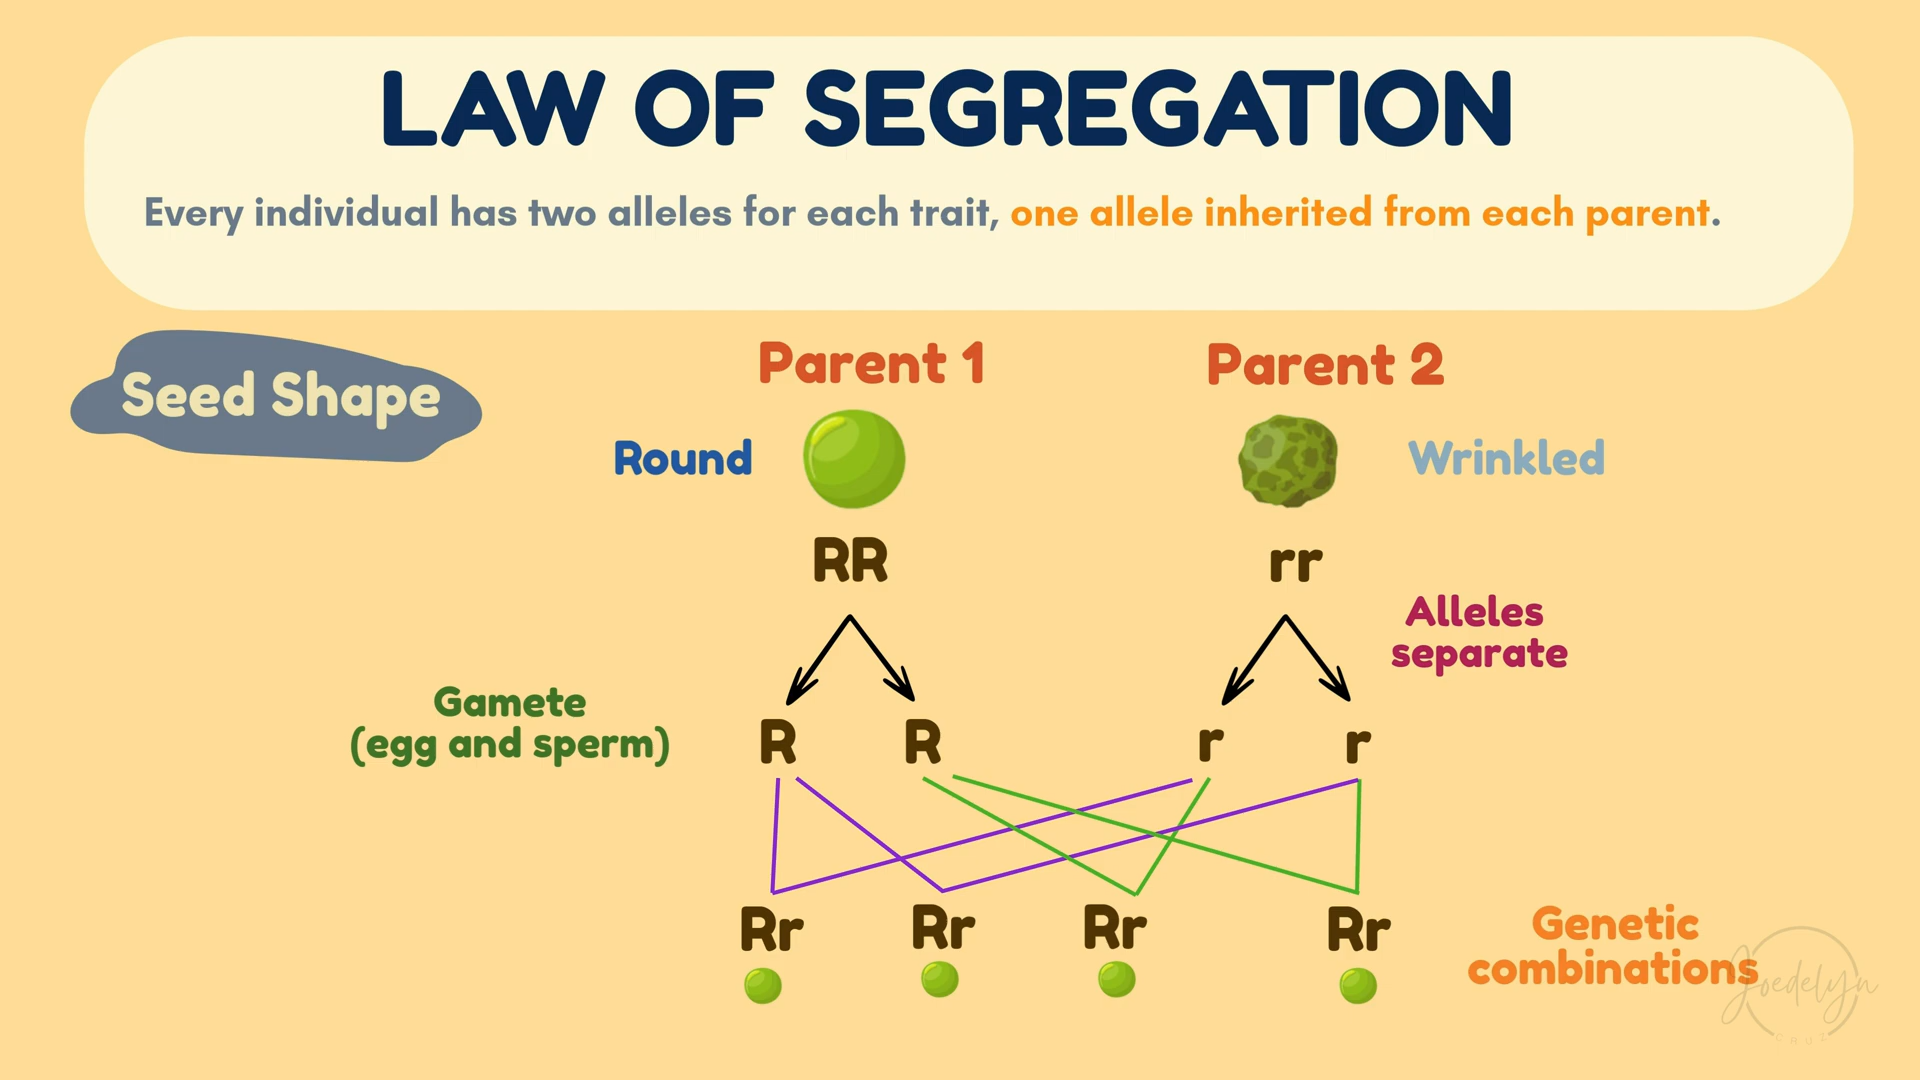 LAW OF SEGREGATION
Every individual has two alleles for each trait, one allele inherited from each parent.
Seed Shape
Parent 1
Parent 2
Round
Wrinkled
RR
rr
Alleles
separate
Gamete
(egg and sperm)
R
R
r
r
Rr
Rr
Rr
Rr
Genetic
combinations
Joedelyn
CRUZ